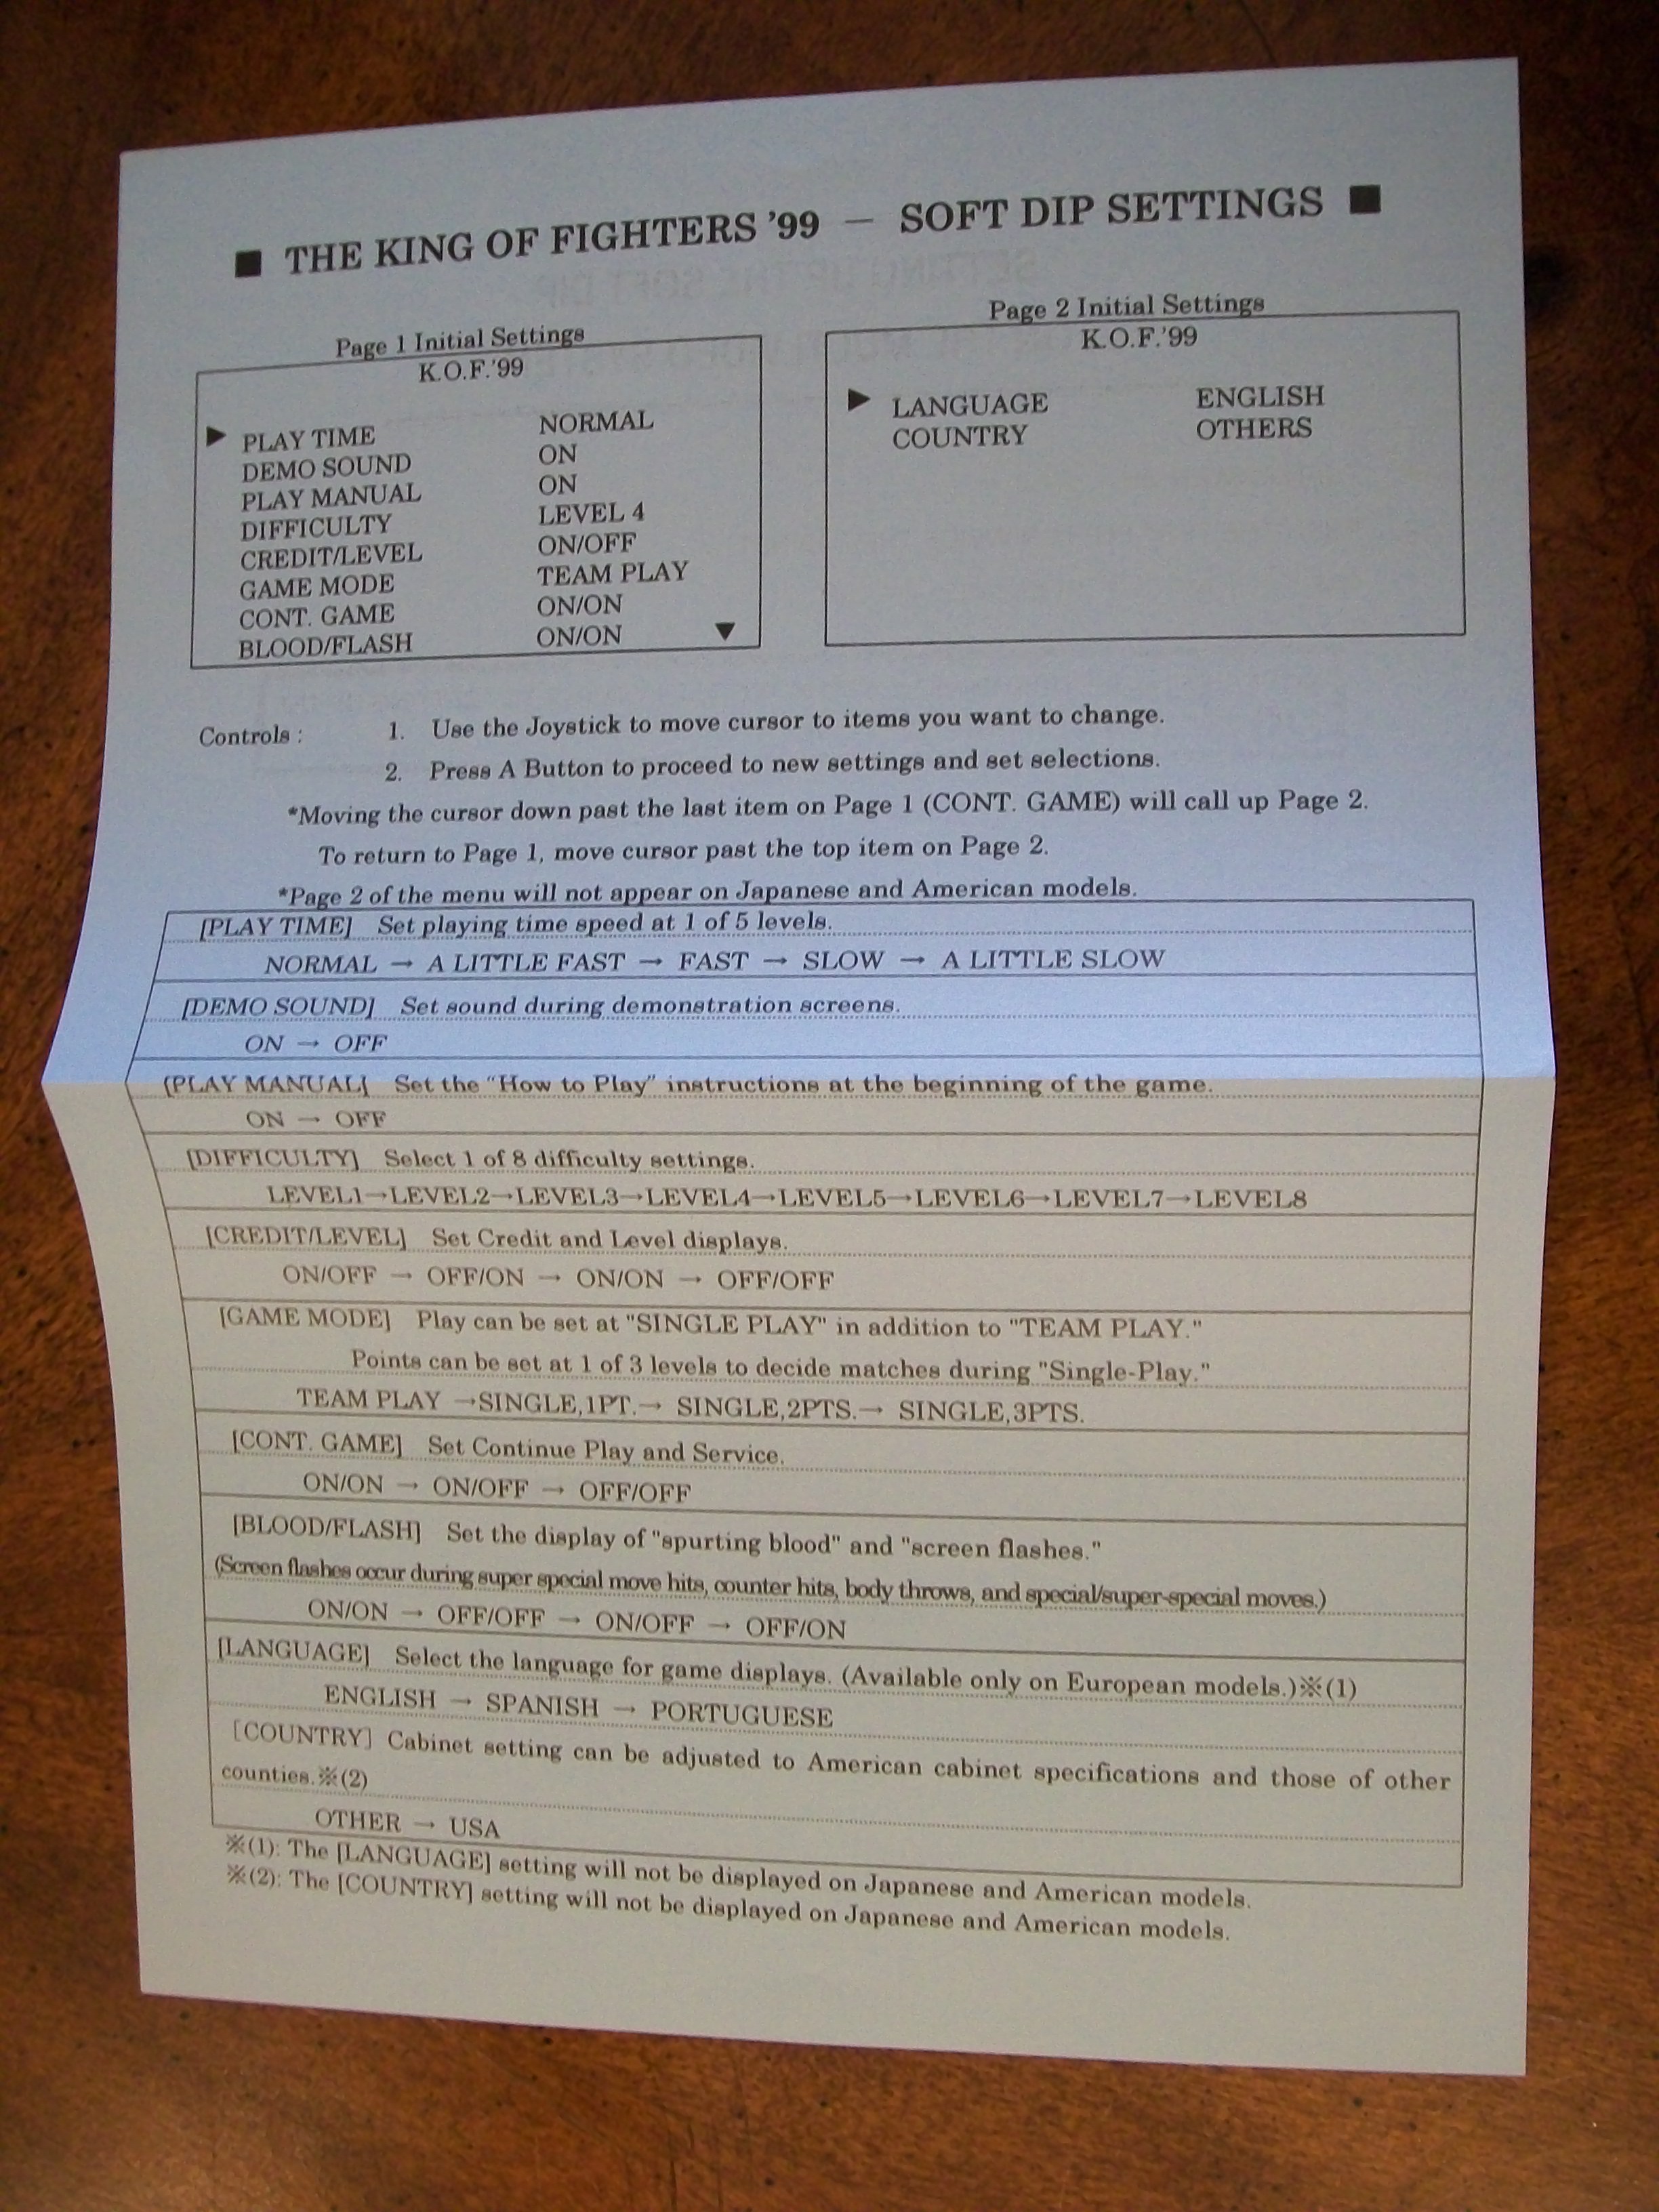 ■ THE KING OF FIGHTERS '99 — SOFT DIP SETTINGS ■
Page 1 Initial Settings
K.O.F.'99
▶ PLAY TIME NORMAL
DEMO SOUND ON
PLAY MANUAL ON
DIFFICULTY LEVEL 4
CREDIT/LEVEL ON/OFF
GAME MODE TEAM PLAY
CONT. GAME ON/ON
BLOOD/FLASH ON/ON ▼
Page 2 Initial Settings
K.O.F.'99
▶ LANGUAGE ENGLISH
COUNTRY OTHERS
Controls : 1. Use the Joystick to move cursor to items you want to change.
2. Press A Button to proceed to new settings and set selections.
*Moving the cursor down past the last item on Page 1 (CONT. GAME) will call up Page 2.
To return to Page 1, move cursor past the top item on Page 2.
*Page 2 of the menu will not appear on Japanese and American models.
[PLAY TIME] Set playing time speed at 1 of 5 levels.
NORMAL → A LITTLE FAST → FAST → SLOW → A LITTLE SLOW
[DEMO SOUND] Set sound during demonstration screens.
ON → OFF
[PLAY MANUAL] Set the “How to Play” instructions at the beginning of the game.
ON → OFF
[DIFFICULTY] Select 1 of 8 difficulty settings.
LEVEL1→LEVEL2→LEVEL3→LEVEL4→LEVEL5→LEVEL6→LEVEL7→LEVEL8
[CREDIT/LEVEL] Set Credit and Level displays.
ON/OFF → OFF/ON → ON/ON → OFF/OFF
[GAME MODE] Play can be set at "SINGLE PLAY" in addition to "TEAM PLAY."
Points can be set at 1 of 3 levels to decide matches during "Single-Play."
TEAM PLAY →SINGLE,1PT.→ SINGLE,2PTS.→ SINGLE,3PTS.
[CONT. GAME] Set Continue Play and Service.
ON/ON → ON/OFF → OFF/OFF
[BLOOD/FLASH] Set the display of "spurting blood" and "screen flashes."
(Screen flashes occur during super special move hits, counter hits, body throws, and special/super-special moves.)
ON/ON → OFF/OFF → ON/OFF → OFF/ON
[LANGUAGE] Select the language for game displays. (Available only on European models.)※(1)
ENGLISH → SPANISH → PORTUGUESE
[COUNTRY] Cabinet setting can be adjusted to American cabinet specifications and those of other
counties.※(2)
OTHER → USA
※(1): The [LANGUAGE] setting will not be displayed on Japanese and American models.
※(2): The [COUNTRY] setting will not be displayed on Japanese and American models.